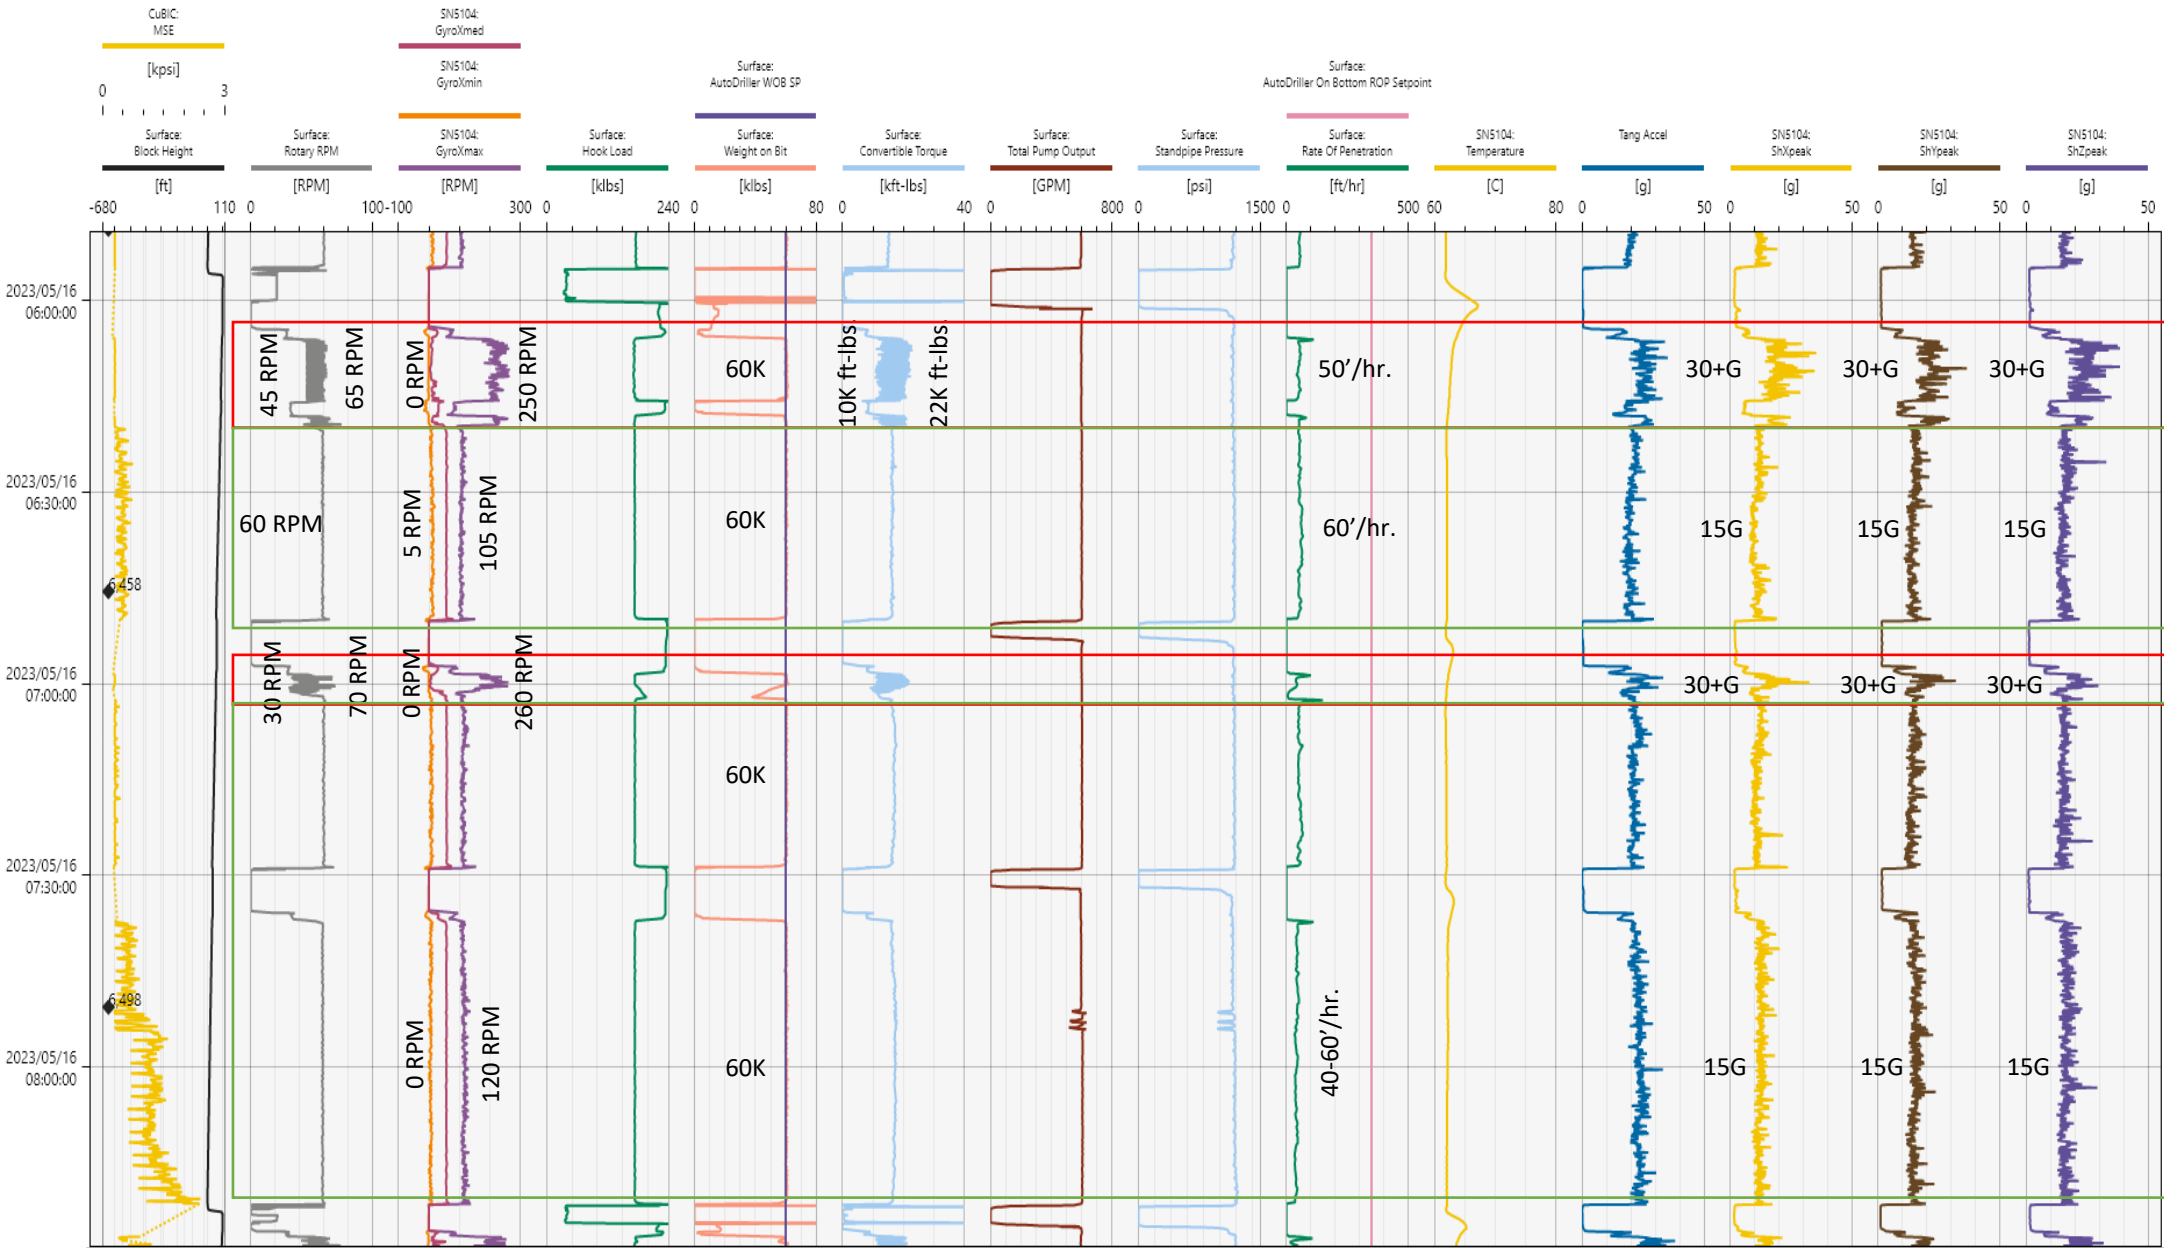 CuBIC:
MSE
[kpsi]
0 3
SN5104:
GyroXmed
SN5104:
GyroXmin
Surface:
AutoDriller WOB SP
Surface:
AutoDriller On Bottom ROP Setpoint
Surface:
Block Height
[ft]
-680 110
Surface:
Rotary RPM
[RPM]
0 100
SN5104:
GyroXmax
[RPM]
-100 300
Surface:
Hook Load
[klbs]
0 240
Surface:
Weight on Bit
[klbs]
0 80
Surface:
Convertible Torque
[kft-lbs]
0 40
Surface:
Total Pump Output
[GPM]
0 800
Surface:
Standpipe Pressure
[psi]
0 1500
Surface:
Rate Of Penetration
[ft/hr]
0 500
SN5104:
Temperature
[C]
60 80
Tang Accel
[g]
0 50
SN5104:
ShXpeak
[g]
0 50
SN5104:
ShYpeak
[g]
0 50
SN5104:
ShZpeak
[g]
0 50
2023/05/16
06:00:00
45 RPM
65 RPM
0 RPM
250 RPM
60K
10K ft-lbs.
22K ft-lbs.
50’/hr.
30+G
30+G
30+G
2023/05/16
06:30:00
60 RPM
5 RPM
105 RPM
60K
60’/hr.
15G
15G
15G
6,458
2023/05/16
07:00:00
30 RPM
70 RPM
0 RPM
260 RPM
30+G
30+G
30+G
60K
2023/05/16
07:30:00
6,498
2023/05/16
08:00:00
0 RPM
120 RPM
60K
40-60’/hr.
15G
15G
15G